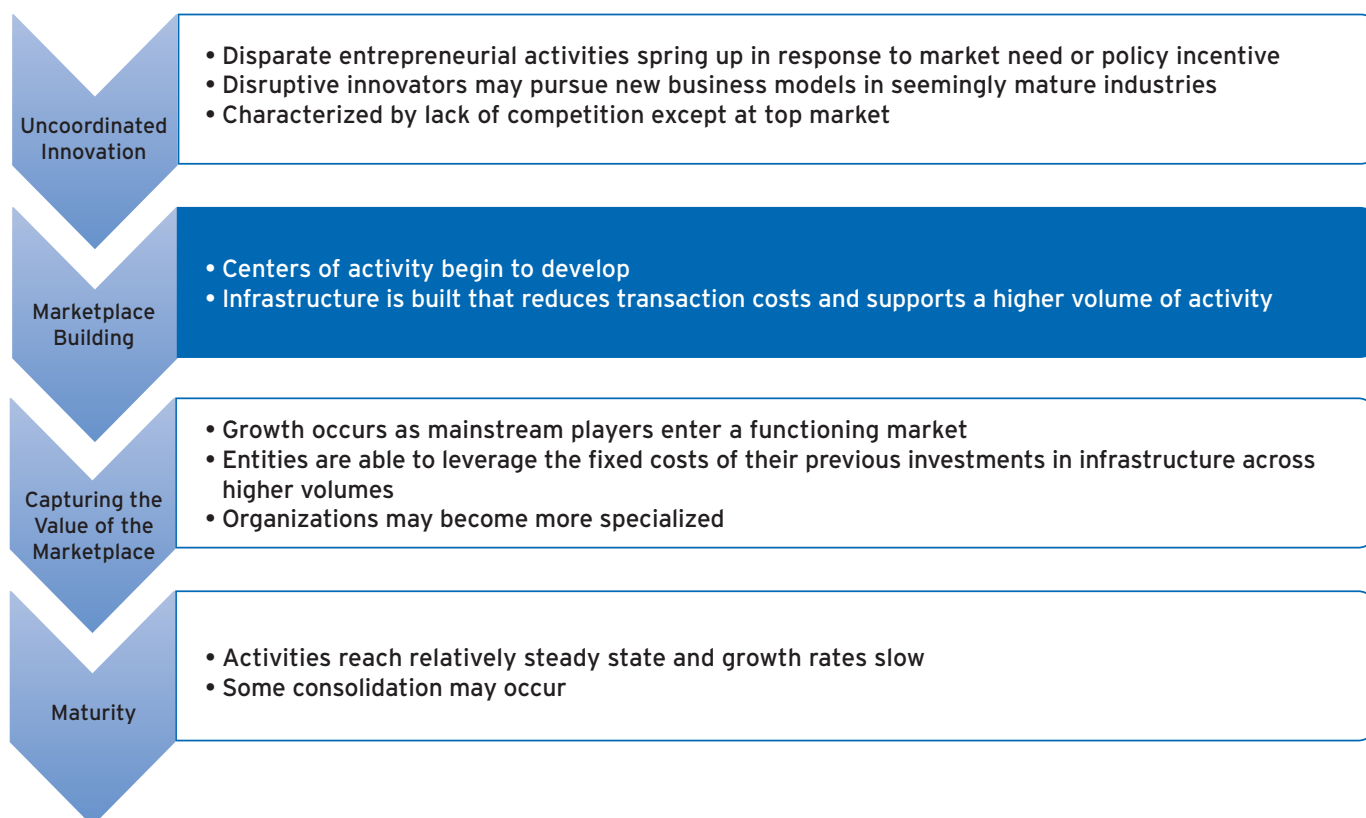 Uncoordinated
Innovation
• Disparate entrepreneurial activities spring up in response to market need or policy incentive
• Disruptive innovators may pursue new business models in seemingly mature industries
• Characterized by lack of competition except at top market
Marketplace
Building
• Centers of activity begin to develop
• Infrastructure is built that reduces transaction costs and supports a higher volume of activity
Capturing the
Value of the
Marketplace
• Growth occurs as mainstream players enter a functioning market
• Entities are able to leverage the fixed costs of their previous investments in infrastructure across
higher volumes
• Organizations may become more specialized
Maturity
• Activities reach relatively steady state and growth rates slow
• Some consolidation may occur